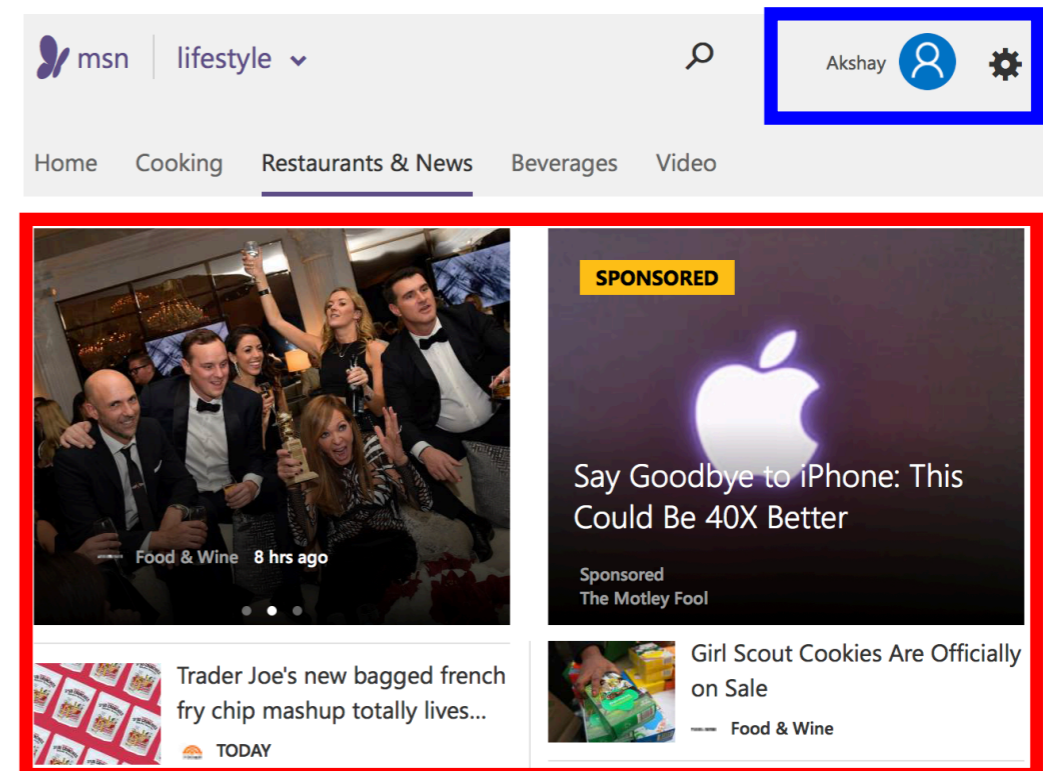 msn lifestyle
Akshay
Home Cooking Restaurants & News Beverages Video
Food & Wine 8 hrs ago
SPONSORED
Say Goodbye to iPhone: This
Could Be 40X Better
Sponsored
The Motley Fool
Trader Joe's new bagged french
fry chip mashup totally lives...
TODAY
Girl Scout Cookies Are Officially
on Sale
Food & Wine